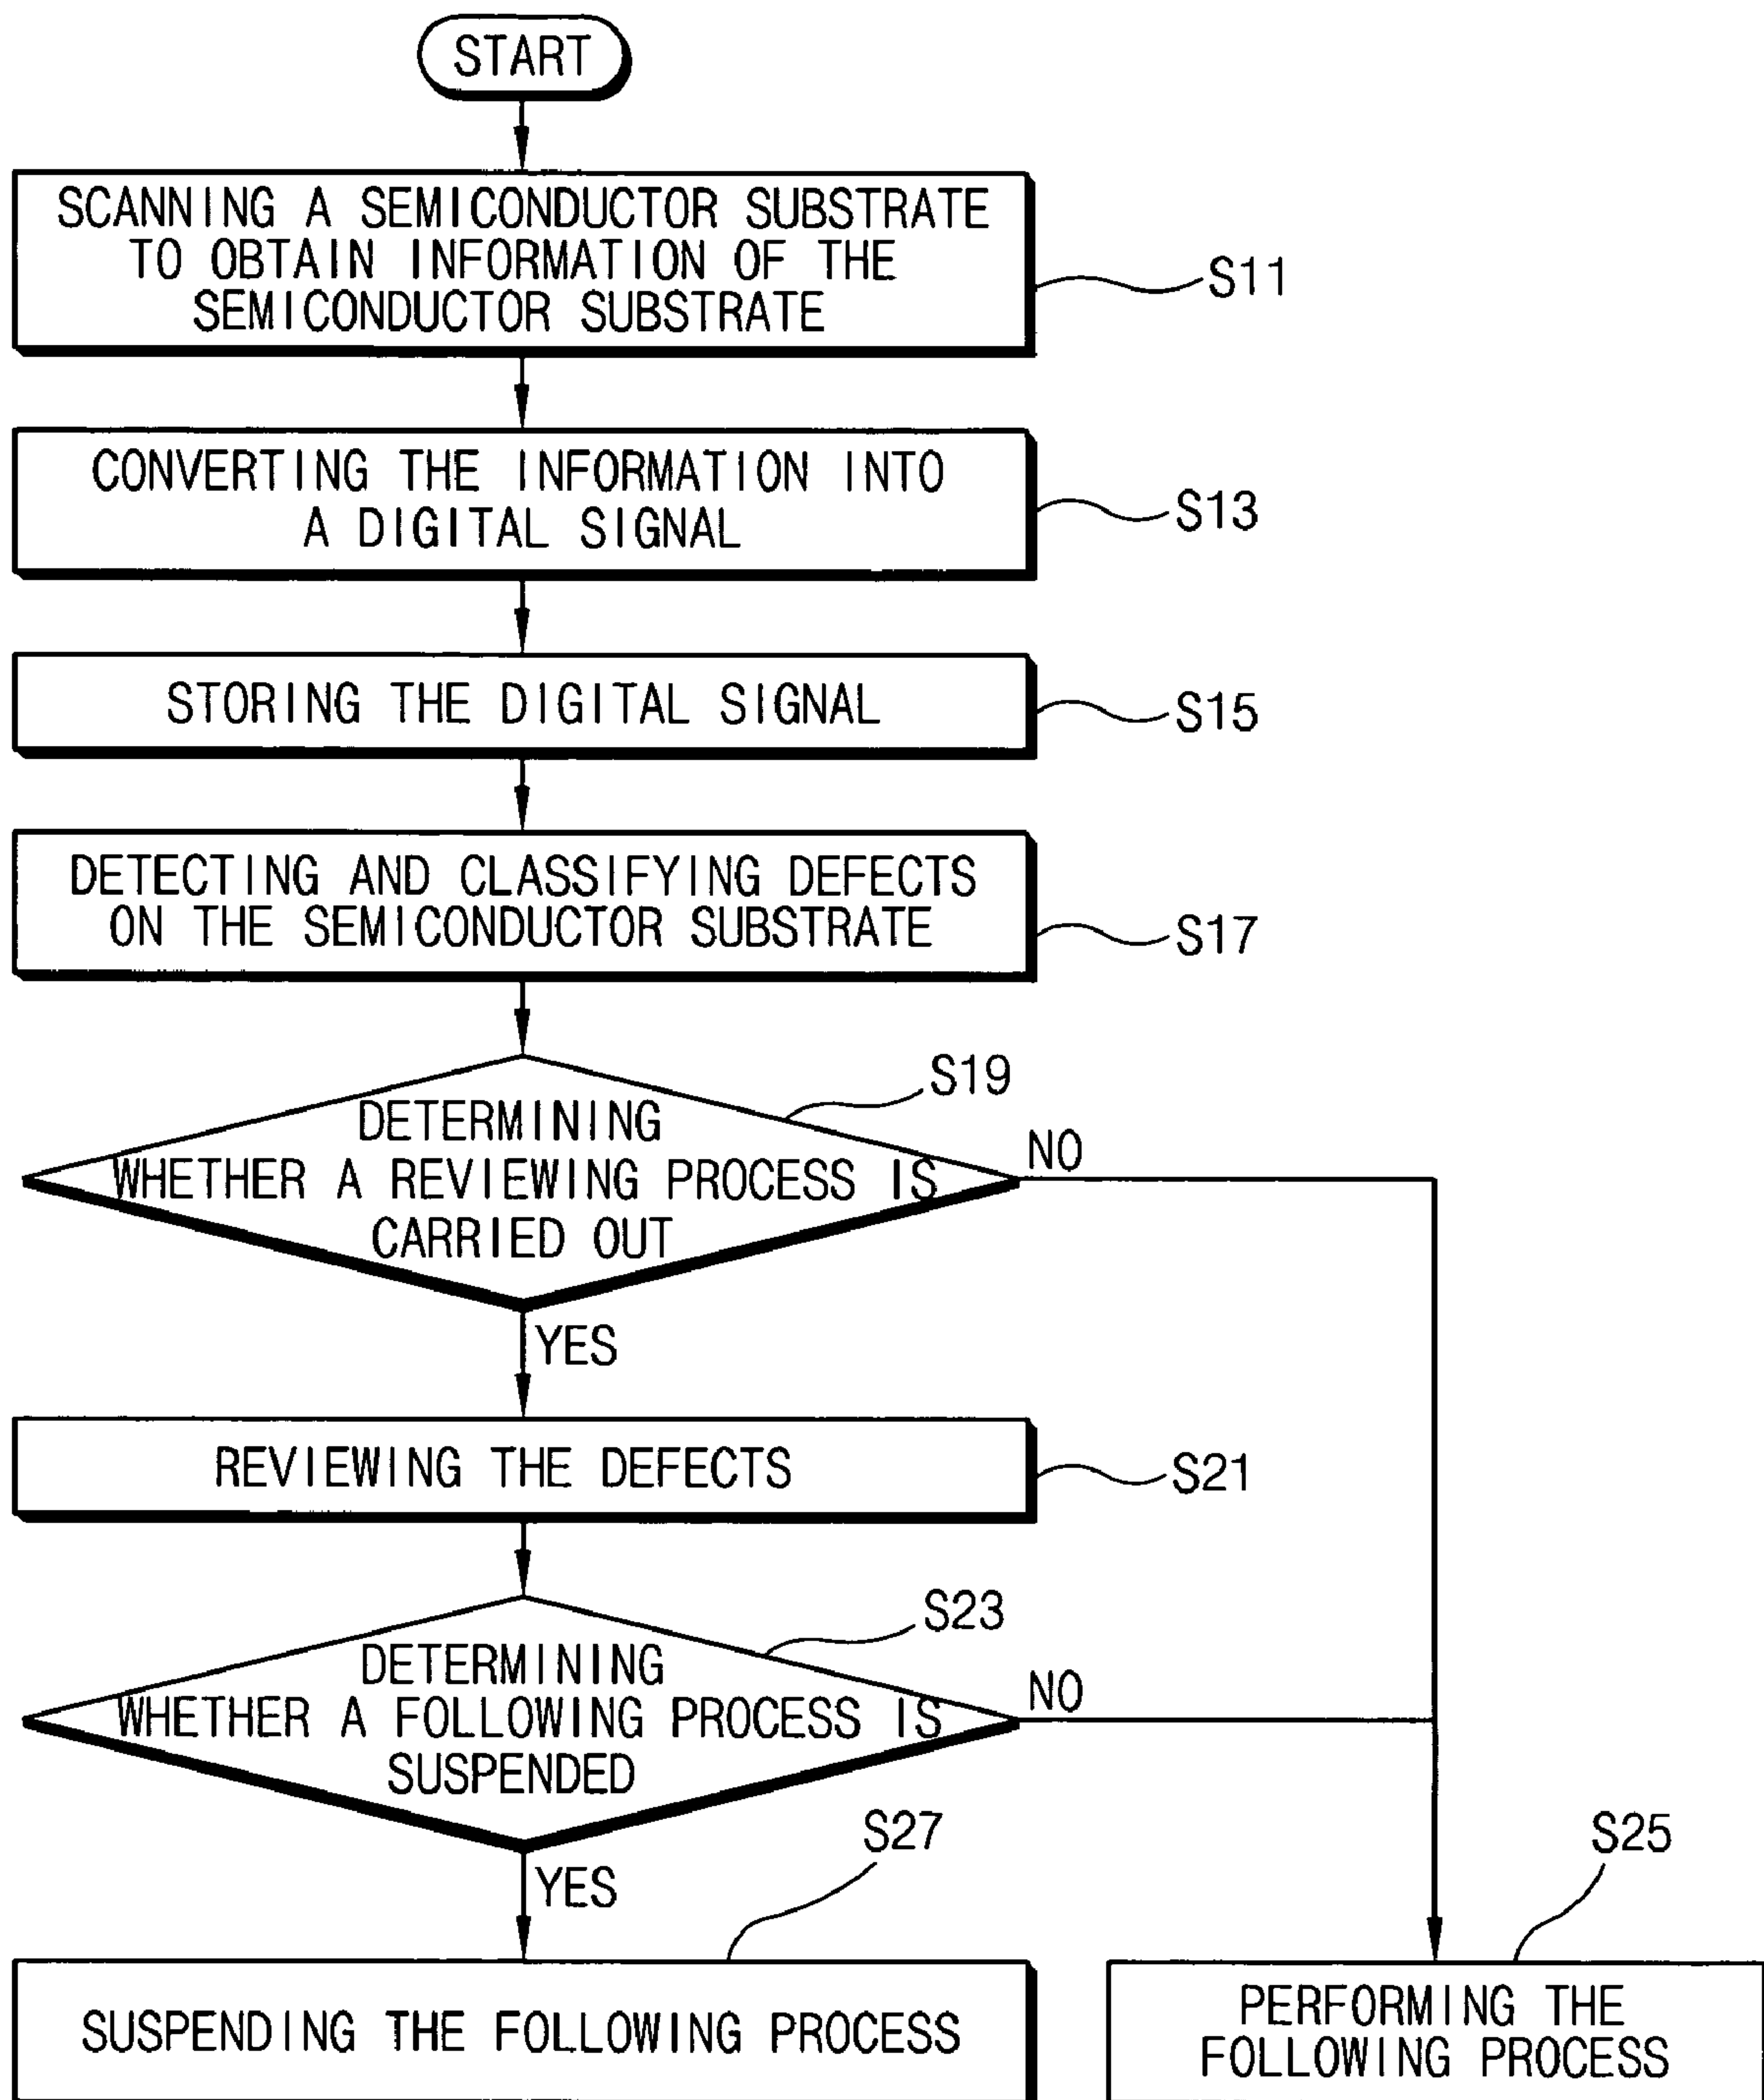 START
SCANNING A SEMICONDUCTOR SUBSTRATE
TO OBTAIN INFORMATION OF THE
SEMICONDUCTOR SUBSTRATE
S11
CONVERTING THE INFORMATION INTO
A DIGITAL SIGNAL
S13
STORING THE DIGITAL SIGNAL
S15
DETECTING AND CLASSIFYING DEFECTS
ON THE SEMICONDUCTOR SUBSTRATE
S17
S19
DETERMINING
WHETHER A REVIEWING PROCESS IS
CARRIED OUT
NO
YES
REVIEWING THE DEFECTS
S21
S23
DETERMINING
WHETHER A FOLLOWING PROCESS IS
SUSPENDED
NO
YES
S27
SUSPENDING THE FOLLOWING PROCESS
S25
PERFORMING THE
FOLLOWING PROCESS